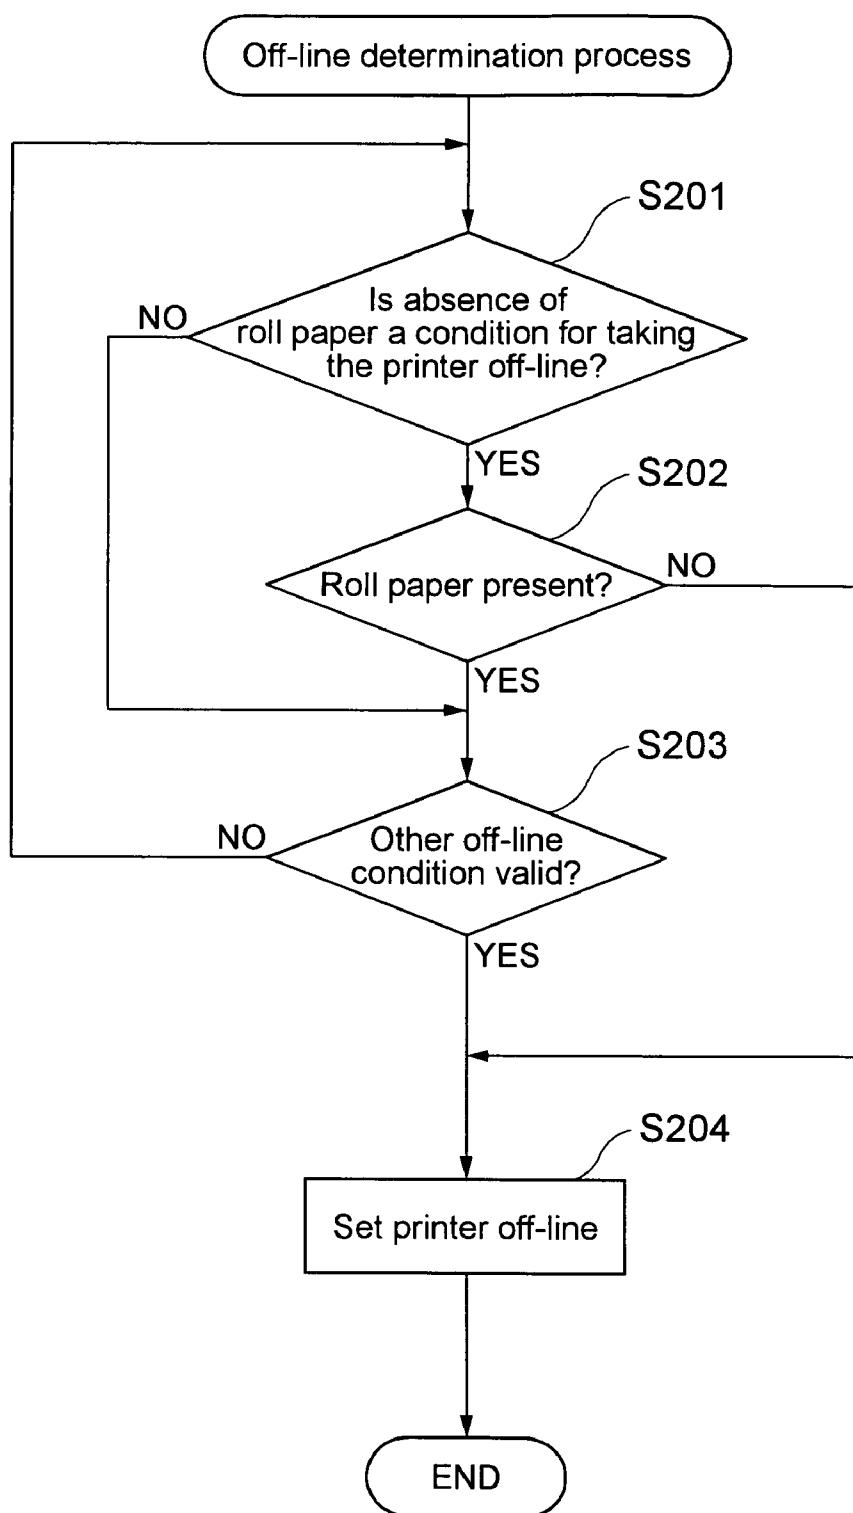 Off-line determination process
S201
Is absence of
roll paper a condition for taking
the printer off-line?
NO
YES
S202
Roll paper present?
NO
YES
S203
Other off-line
condition valid?
NO
YES
S204
Set printer off-line
END